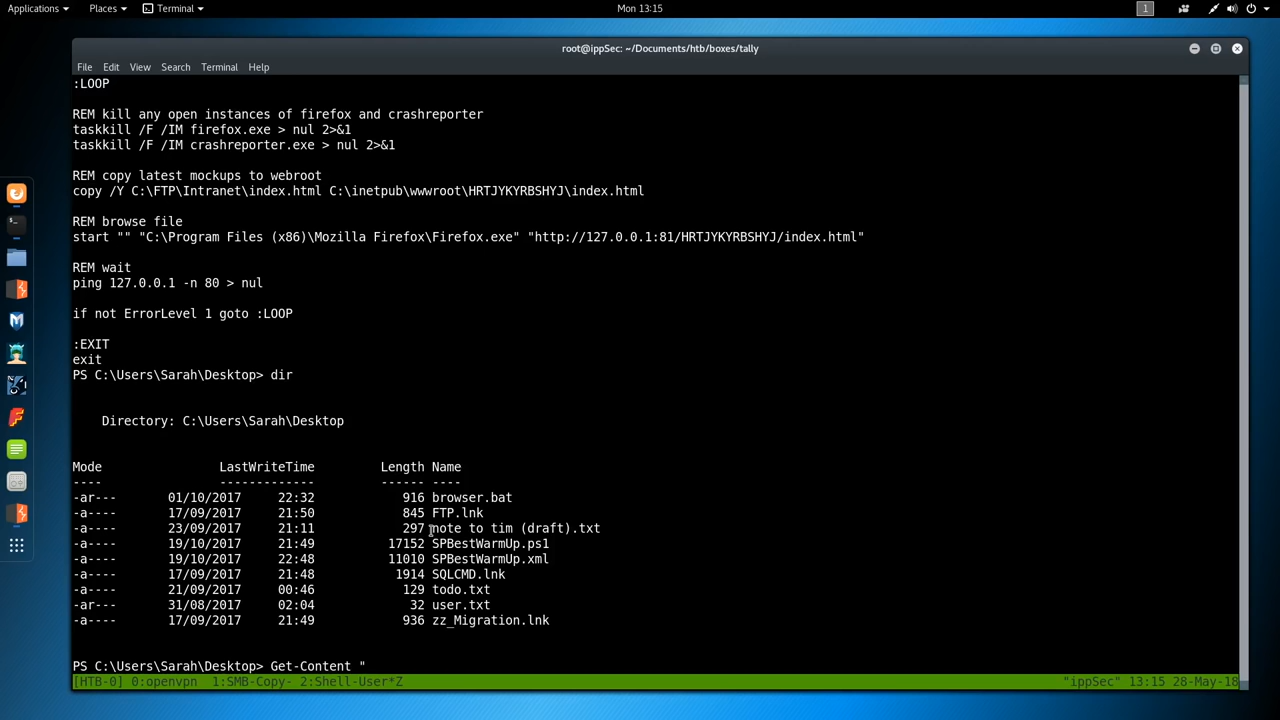 Applications Places Terminal Mon 13:15 1
root@ippSec: ~/Documents/htb/boxes/tally
File Edit View Search Terminal Help
:LOOP
REM kill any open instances of firefox and crashreporter
taskkill /F /IM firefox.exe > nul 2>&1
taskkill /F /IM crashreporter.exe > nul 2>&1
REM copy latest mockups to webroot
copy /Y C:\FTP\Intranet\index.html C:\inetpub\wwwroot\HRTJYKYRBSHYJ\index.html
REM browse file
start "" "C:\Program Files (x86)\Mozilla Firefox\Firefox.exe" "http://127.0.0.1:81/HRTJYKYRBSHYJ/index.html"
REM wait
ping 127.0.0.1 -n 80 > nul
if not ErrorLevel 1 goto :LOOP
:EXIT
exit
PS C:\Users\Sarah\Desktop> dir
Directory: C:\Users\Sarah\Desktop
Mode LastWriteTime Length Name
---- ------------- ------ ----
-ar--- 01/10/2017 22:32 916 browser.bat
-a---- 17/09/2017 21:50 845 FTP.lnk
-a---- 23/09/2017 21:11 297 note to tim (draft).txt
-a---- 19/10/2017 21:49 17152 SPBestWarmUp.ps1
-a---- 19/10/2017 22:48 11010 SPBestWarmUp.xml
-a---- 17/09/2017 21:48 1914 SQLCMD.lnk
-a---- 21/09/2017 00:46 129 todo.txt
-ar--- 31/08/2017 02:04 32 user.txt
-a---- 17/09/2017 21:49 936 zz_Migration.lnk
PS C:\Users\Sarah\Desktop> Get-Content "
[HTB-0] 0:openvpn 1:SMB-Copy- 2:Shell-User*Z "ippSec" 13:15 28-May-18